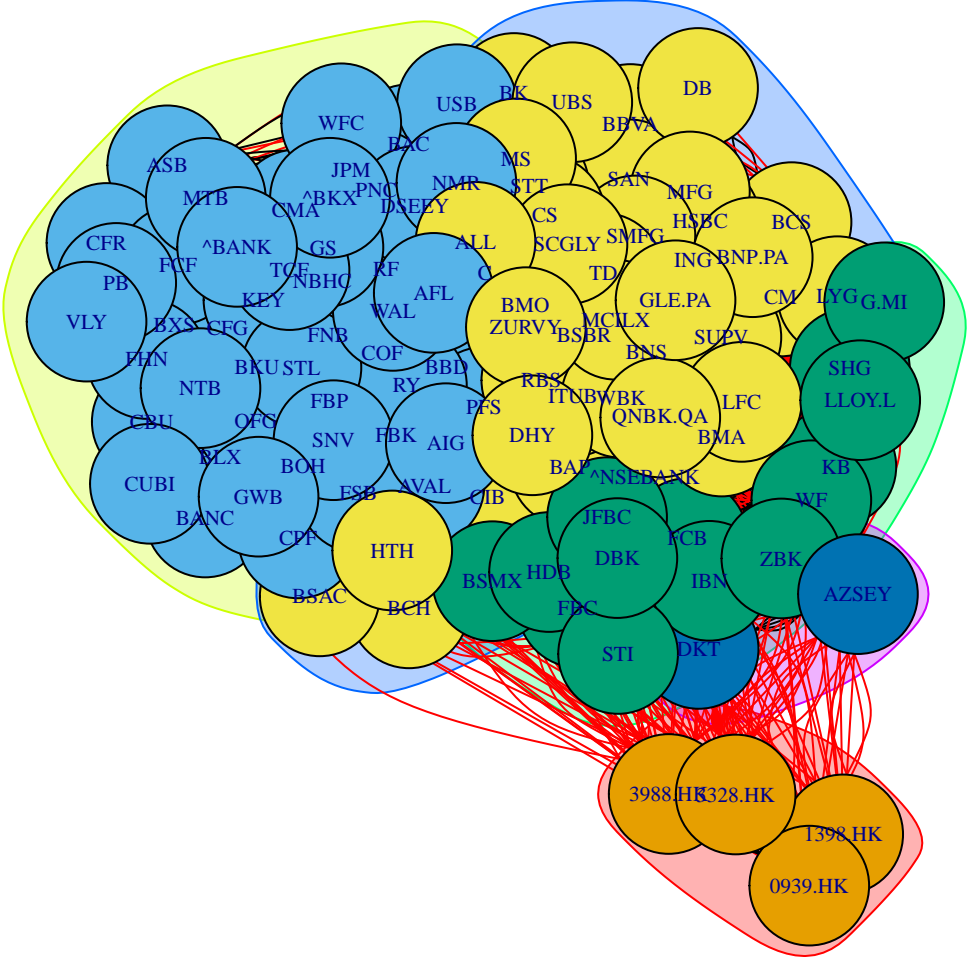 DB
BK
UBS
USB
WFC
BBVA
BAC
MS
ASB
JPM
PNC
NMR
STT
SAN
MTB
^BKX
DSEEY
MFG
CMA
CS
HSBC
BCS
CFR
^BANK
GS
ALL
SCGLY
SMFG
FCF
TCF
RF
C
TD
ING
BNP.PA
PB
NBHC
KEY
WAL
AFL
BMO
GLE.PA
CM
LYG
G.MI
VLY
BXS
CFG
FNB
ZURVY
BSBR
MCILX
SUPV
FHN
BKU
STL
COF
BBD
BNS
SHG
NTB
RY
RBS
ITUB
WBK
LFC
LLOY.L
FBP
PFS
QNBK.QA
CBU
OFG
SNV
FBK
AIG
DHY
BMA
BLX
BOH
BAP
^NSEBANK
KB
CUBI
GWB
FSB
AVAL
CIB
WF
BANC
JFBC
CPF
HTH
FCB
DBK
ZBK
BSMX
HDB
IBN
BSAC
BCH
FBC
AZSEY
STI
DKT
3988.HK
3328.HK
1398.HK
0939.HK